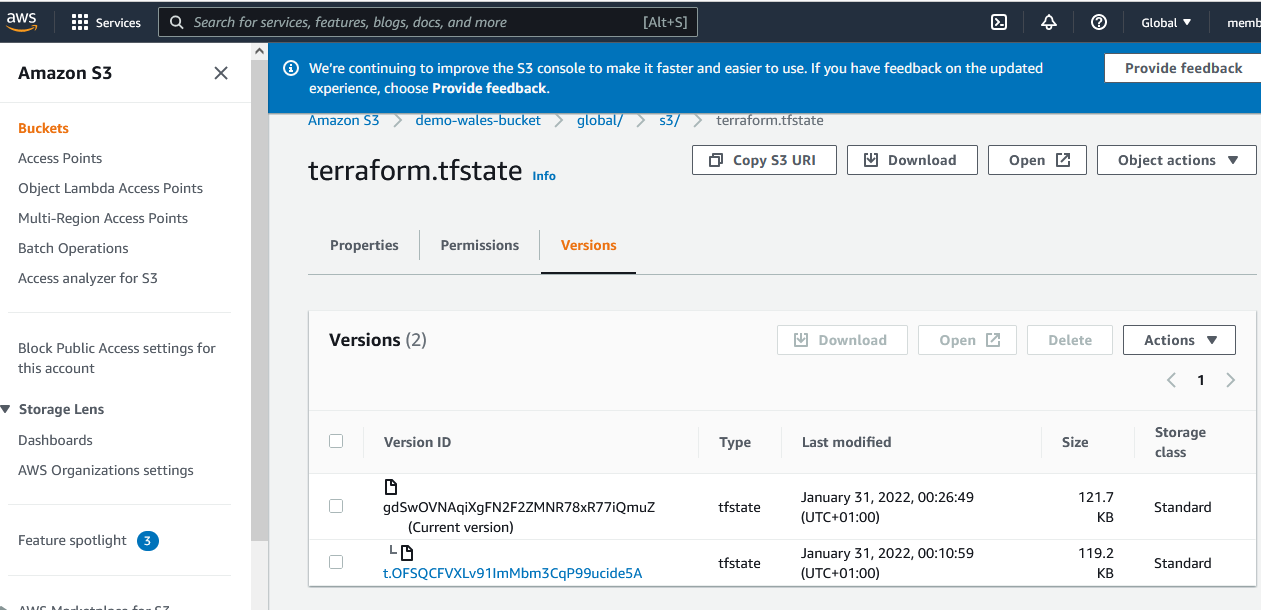 aws Services Search for services, features, blogs, docs, and more [Alt+S] Global ▼ memb
Amazon S3
We're continuing to improve the S3 console to make it faster and easier to use. If you have feedback on the updated
experience, choose Provide feedback.
Provide feedback
Buckets
Access Points
Object Lambda Access Points
Multi-Region Access Points
Batch Operations
Access analyzer for S3
Block Public Access settings for
this account
Storage Lens
Dashboards
AWS Organizations settings
Feature spotlight 3
AWS Marketplace for S3
Amazon S3 > demo-wales-bucket > global/ > s3/ > terraform.tfstate
terraform.tfstate Info
Copy S3 URI Download Open Object actions ▼
Properties Permissions Versions
Versions (2)
Download Open Delete Actions ▼
1
Version ID Type Last modified Size Storage
class
gdSwOVNAqiXgFN2F2ZMNR78xR77iQmuZ
(Current version)
tfstate
January 31, 2022, 00:26:49
(UTC+01:00)
121.7
KB
Standard
t.OFSQCFVXLv91ImMbm3CqP99ucide5A
tfstate
January 31, 2022, 00:10:59
(UTC+01:00)
119.2
KB
Standard